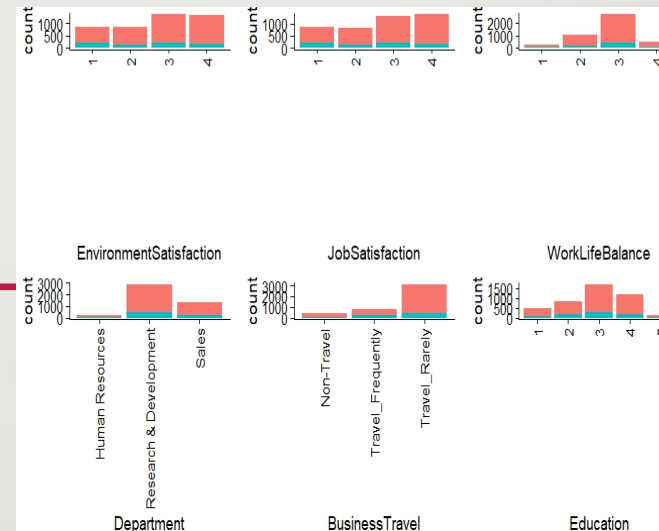 count
1000
500
0
1
2
3
4
EnvironmentSatisfaction
count
1000
500
0
1
2
3
4
JobSatisfaction
count
2000
1000
0
1
2
3
4
WorkLifeBalance
count
3000
2000
1000
0
Human Resources
Research & Development
Sales
Department
count
3000
2000
1000
0
Non-Travel
Travel_Frequently
Travel_Rarely
BusinessTravel
count
1500
1000
500
0
1
2
3
4
Education